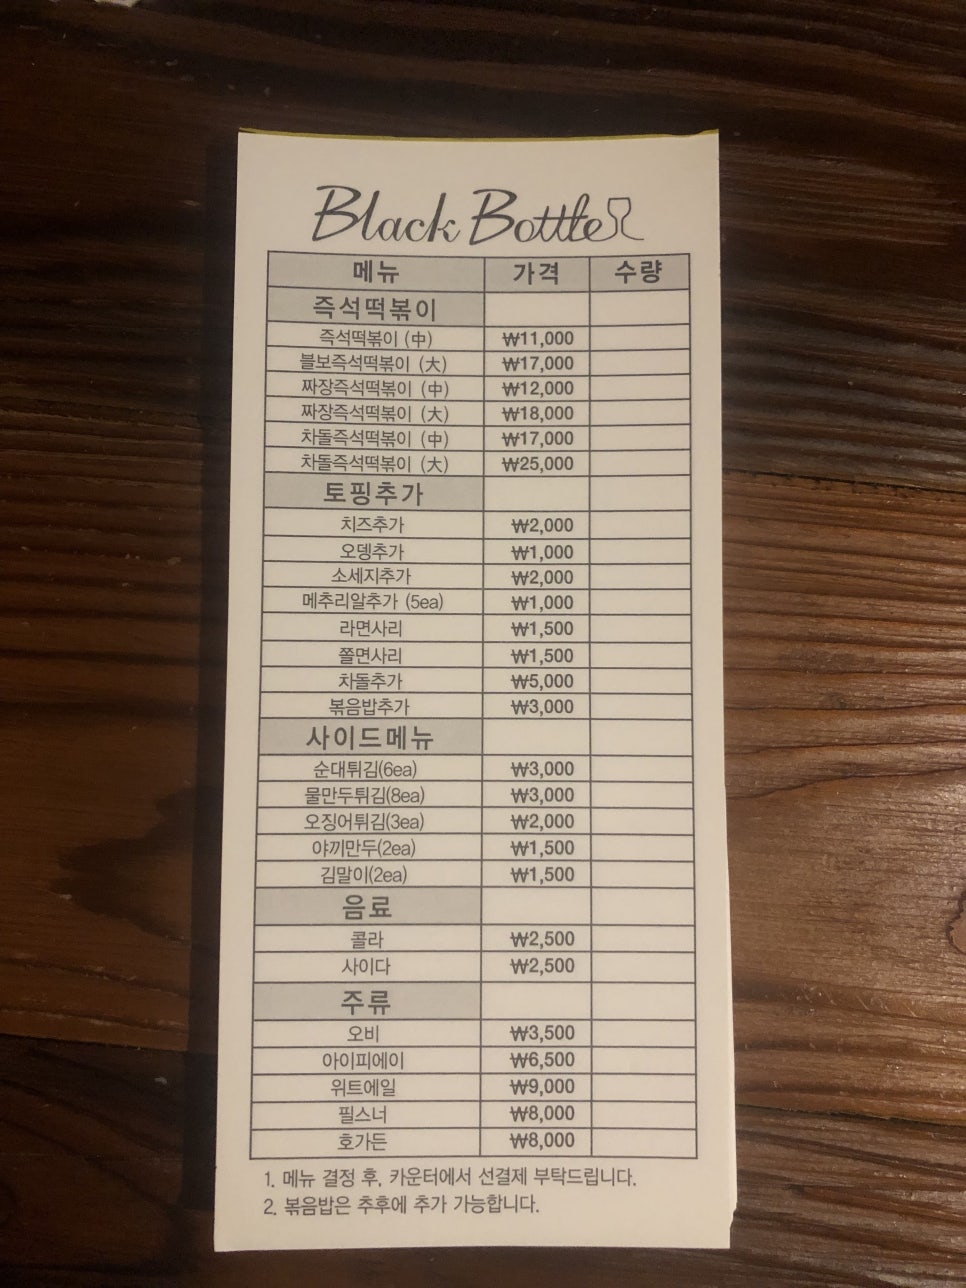 Black Bottle
메뉴 가격 수량
즉석떡볶이
즉석떡볶이 (中) ₩11,000
블보즉석떡볶이 (大) ₩17,000
짜장즉석떡볶이 (中) ₩12,000
짜장즉석떡볶이 (大) ₩18,000
차돌즉석떡볶이 (中) ₩17,000
차돌즉석떡볶이 (大) ₩25,000
토핑추가
치즈추가 ₩2,000
오뎅추가 ₩1,000
소세지추가 ₩2,000
메추리알추가 (5ea) ₩1,000
라면사리 ₩1,500
쫄면사리 ₩1,500
차돌추가 ₩5,000
볶음밥추가 ₩3,000
사이드메뉴
순대튀김(6ea) ₩3,000
물만두튀김(8ea) ₩3,000
오징어튀김(3ea) ₩2,000
야끼만두(2ea) ₩1,500
김말이(2ea) ₩1,500
음료
콜라 ₩2,500
사이다 ₩2,500
주류
오비 ₩3,500
아이피에이 ₩6,500
위트에일 ₩9,000
필스너 ₩8,000
호가든 ₩8,000
1. 메뉴 결정 후, 카운터에서 선결제 부탁드립니다.
2. 볶음밥은 추후에 추가 가능합니다.